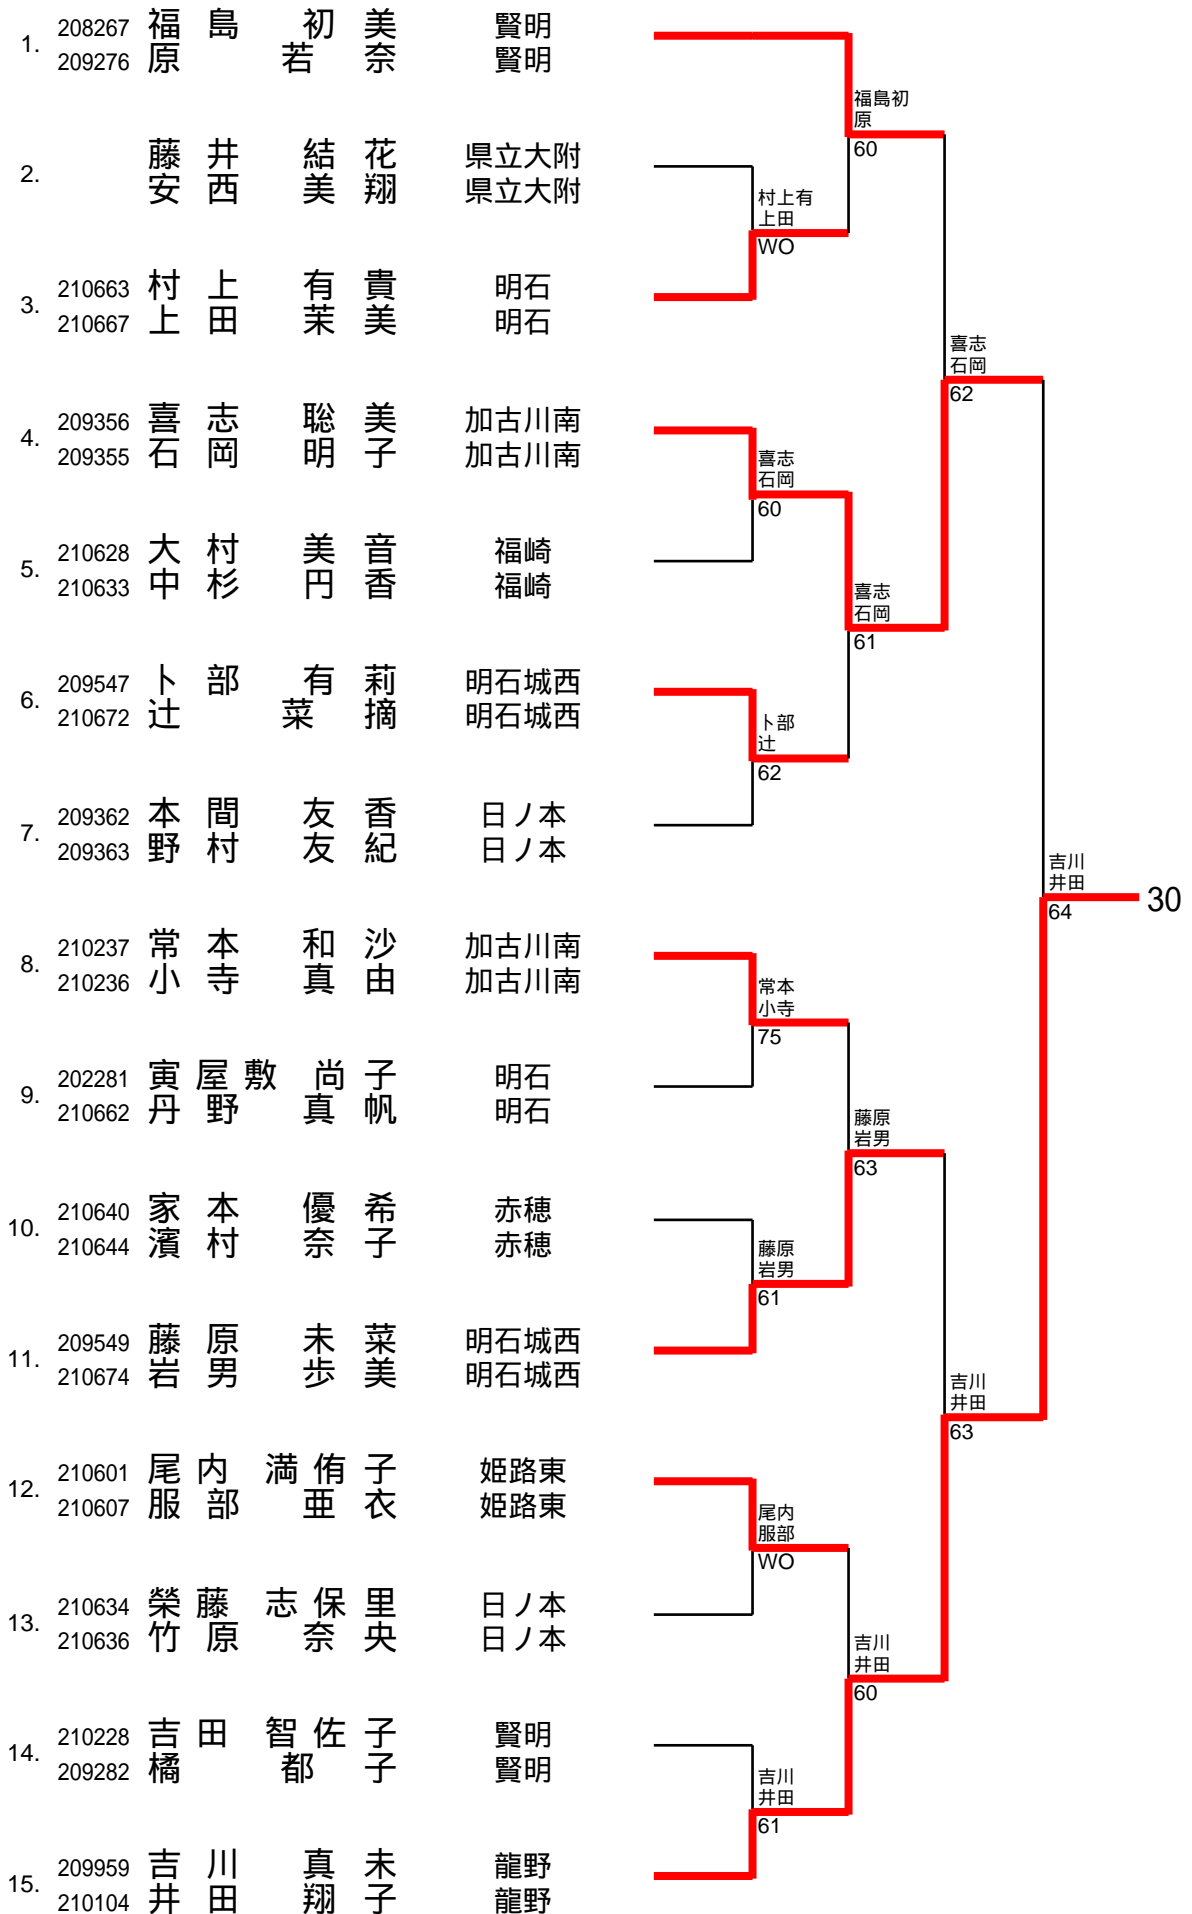 1. 208267 福島 初美 賢明
209276 原 若奈 賢明
福島初
原
60
2. 藤井 結花 県立大附
安西 美翔 県立大附
村上有
上田
WO
3. 210663 村上 有貴 明石
210667 上田 茉美 明石
喜志
石岡
62
4. 209356 喜志 聡美 加古川南
209355 石岡 明子 加古川南
喜志
石岡
60
5. 210628 大村 美音 福崎
210633 中杉 円香 福崎
喜志
石岡
61
6. 209547 卜部 有莉 明石城西
210672 辻 菜摘 明石城西
卜部
辻
62
7. 209362 本間 友香 日ノ本
209363 野村 友紀 日ノ本
吉川
井田
64
30
8. 210237 常本 和沙 加古川南
210236 小寺 真由 加古川南
常本
小寺
75
9. 202281 寅屋敷 尚子 明石
210662 丹野 真帆 明石
藤原
岩男
63
10. 210640 家本 優希 赤穂
210644 濱村 奈子 赤穂
藤原
岩男
61
11. 209549 藤原 未菜 明石城西
210674 岩男 歩美 明石城西
吉川
井田
63
12. 210601 尾内 満侑子 姫路東
210607 服部 亜衣 姫路東
尾内
服部
WO
13. 210634 榮藤 志保里 日ノ本
210636 竹原 奈央 日ノ本
吉川
井田
60
14. 210228 吉田 智佐子 賢明
209282 橘 都子 賢明
吉川
井田
61
15. 209959 吉川 真未 龍野
210104 井田 翔子 龍野